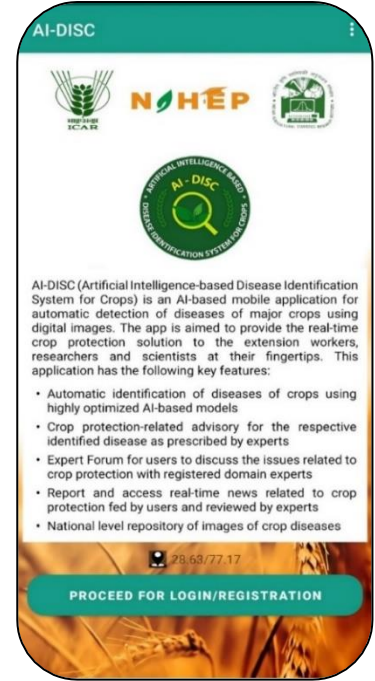 AI-DISC
ICAR
NAHEP
ARTIFICIAL INTELLIGENCE BASED
AI - DISC
DISEASE IDENTIFICATION SYSTEM FOR CROPS
AI-DISC (Artificial Intelligence-based Disease Identification
System for Crops) is an AI-based mobile application for
automatic detection of diseases of major crops using
digital images. The app is aimed to provide the real-time
crop protection solution to the extension workers,
researchers and scientists at their fingertips. This
application has the following key features:
• Automatic identification of diseases of crops using
highly optimized AI-based models
• Crop protection-related advisory for the respective
identified disease as prescribed by experts
• Expert Forum for users to discuss the issues related to
crop protection with registered domain experts
• Report and access real-time news related to crop
protection fed by users and reviewed by experts
• National level repository of images of crop diseases
28.63/77.17
PROCEED FOR LOGIN/REGISTRATION